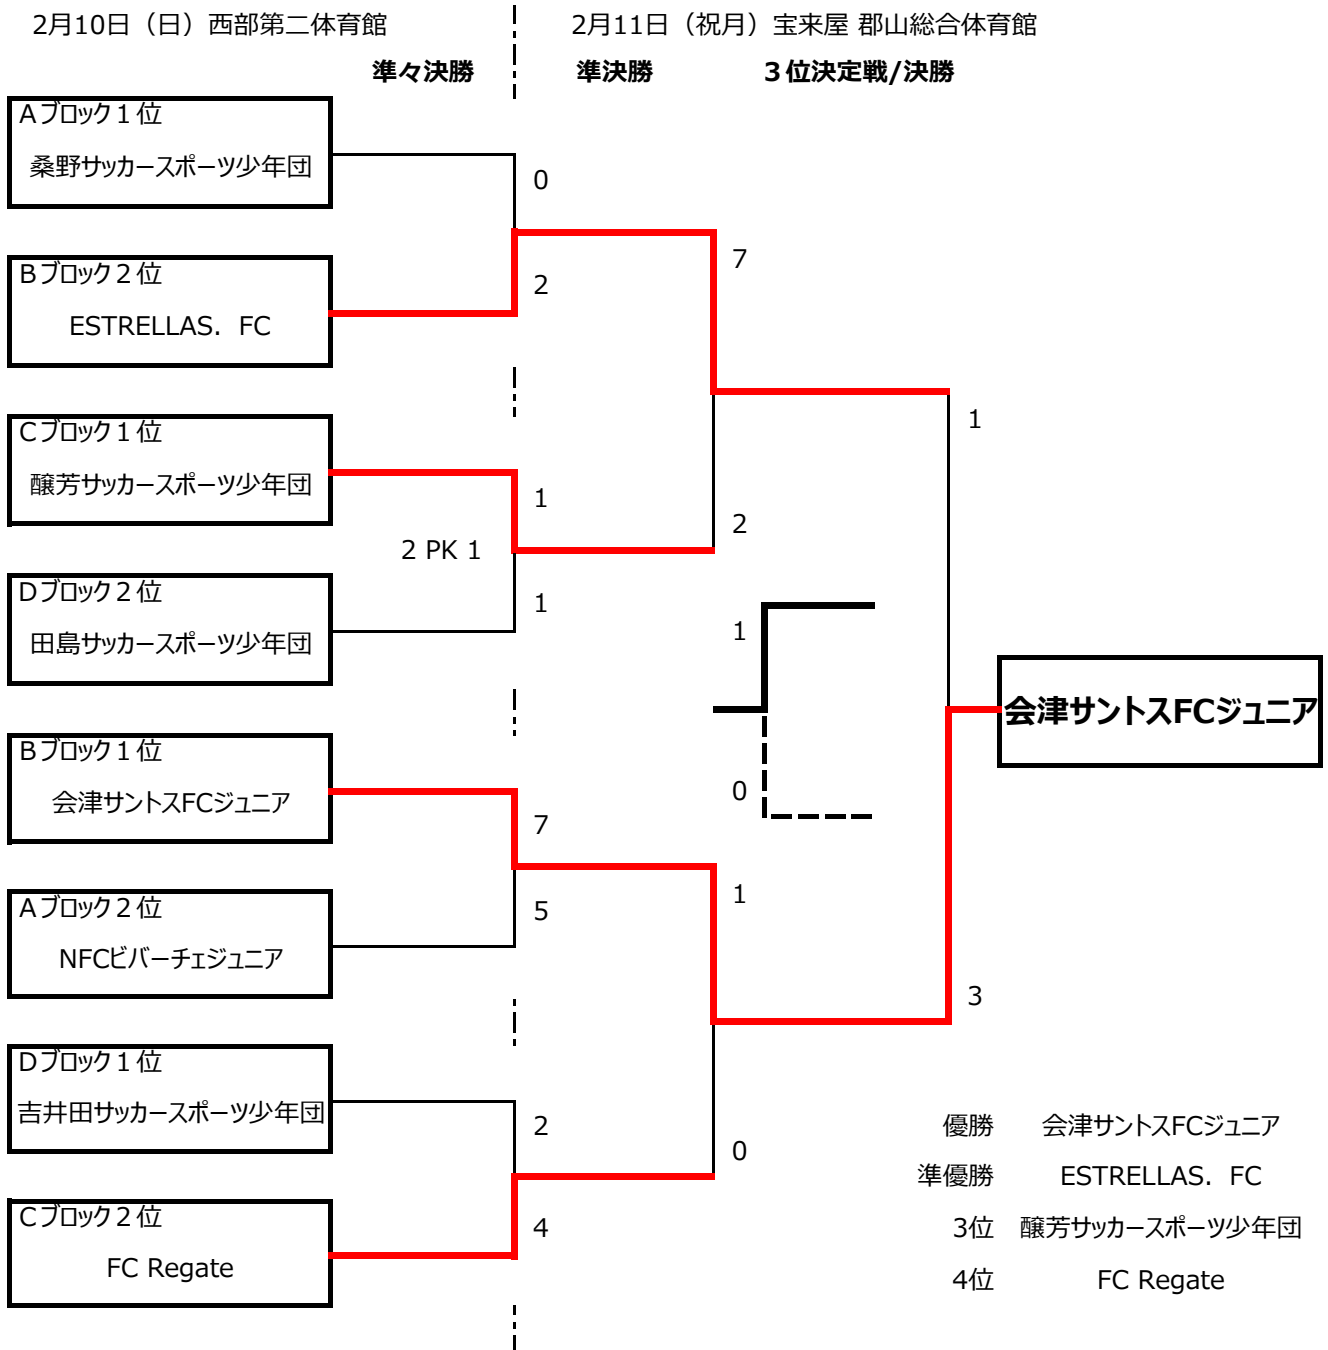 2月10日（日）西部第二体育館
2月11日（祝月）宝来屋 郡山総合体育館
準々決勝
準決勝
３位決定戦/決勝
Ａブロック１位
桑野サッカースポーツ少年団
0
Ｂブロック２位
ESTRELLAS．FC
2
7
Ｃブロック１位
醸芳サッカースポーツ少年団
1
1
2 PK 1
2
Ｄブロック２位
田島サッカースポーツ少年団
1
1
会津サントスFCジュニア
Ｂブロック１位
会津サントスFCジュニア
0
7
Ａブロック２位
NFCビバーチェジュニア
5
1
3
Ｄブロック１位
吉井田サッカースポーツ少年団
2
0
Ｃブロック２位
FC Regate
4
優勝 会津サントスFCジュニア
準優勝 ESTRELLAS．FC
3位 醸芳サッカースポーツ少年団
4位 FC Regate